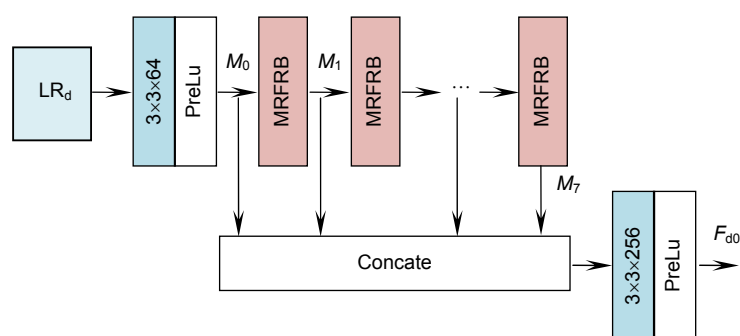 LRd
3×3×64
PreLu
M0
MRFRB
M1
MRFRB
...
MRFRB
M7
Concate
3×3×256
PreLu
Fd0